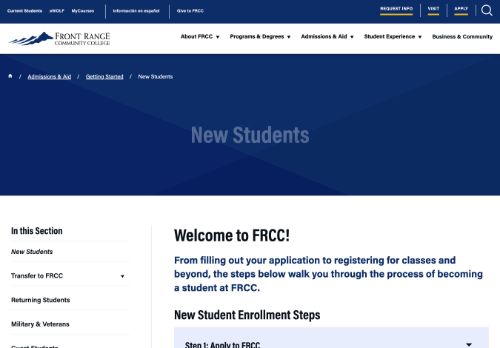 Current Students eWOLF MyCourses Información en español Give to FRCC REQUEST INFO VISIT APPLY
FRONT RANGE
COMMUNITY COLLEGE
About FRCC Programs & Degrees Admissions & Aid Student Experience Business & Community
/ Admissions & Aid / Getting Started / New Students
New Students
In this Section
New Students
Transfer to FRCC
Returning Students
Military & Veterans
Guest Students
Welcome to FRCC!
From filling out your application to registering for classes and
beyond, the steps below walk you through the process of becoming
a student at FRCC.
New Student Enrollment Steps
Step 1: Apply to FRCC